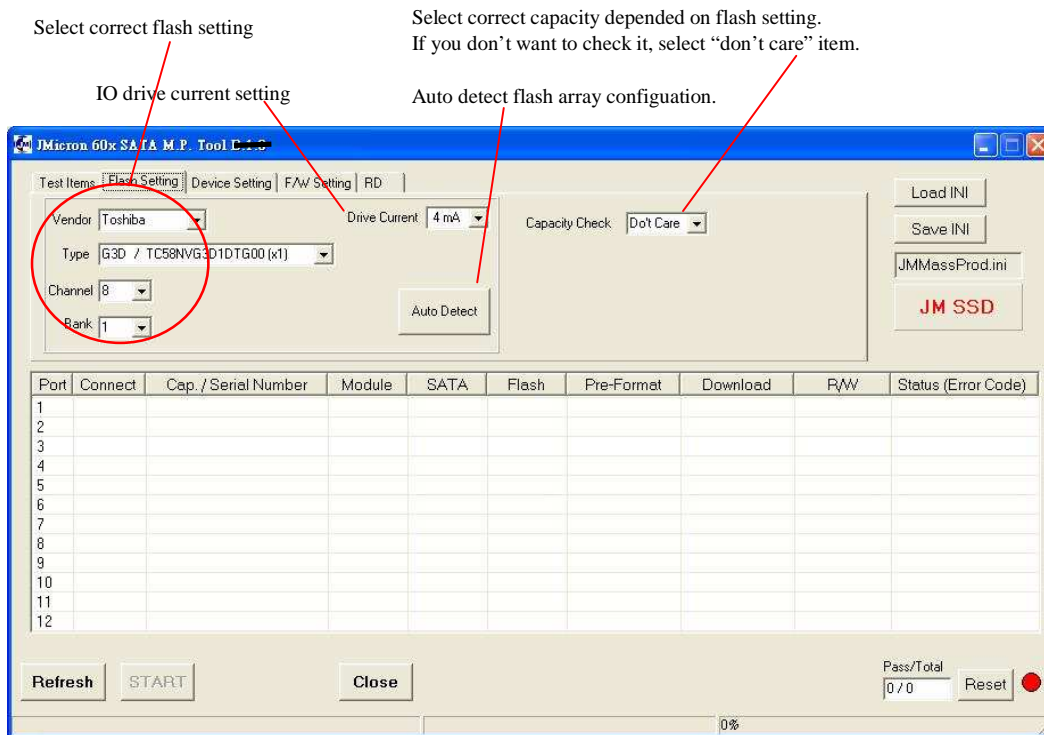 Select correct flash setting
Select correct capacity depended on flash setting.
If you don’t want to check it, select “don’t care” item.
IO drive current setting
Auto detect flash array configuation.
JMicron 60x SATA M.P. Tool
Test Items Flash Setting Device Setting F/W Setting RD
Vendor Toshiba
Drive Current 4 mA
Capacity Check Do't Care
Type G3D / TC58NVG3D1DTG00 (x1)
Channel 8
Bank 1
Auto Detect
Load INI
Save INI
JMMassProd.ini
JM SSD
Port Connect Cap. / Serial Number Module SATA Flash Pre-Format Download R/W Status (Error Code)
1
2
3
4
5
6
7
8
9
10
11
12
Refresh START Close
Pass/Total
0 / 0 Reset
0%